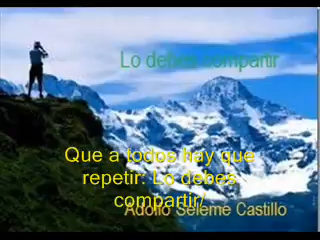 Lo debes compartir
Que a todos hay que
repetir: Lo debes
compartir/
Adolfo Seleme Castillo